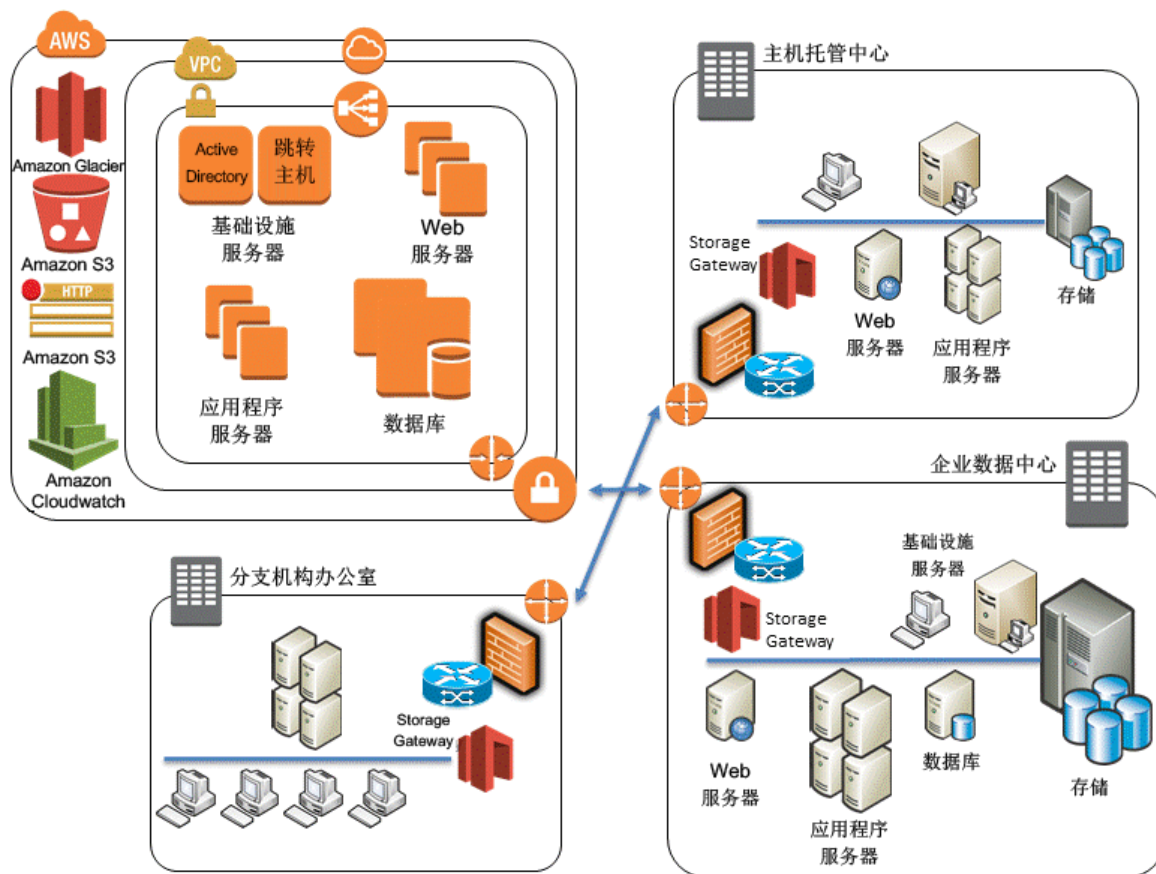 AWS
VPC
Amazon Glacier
Amazon S3
HTTP
Amazon S3
Amazon
Cloudwatch
Active
Directory
跳转
主机
基础设施
服务器
Web
服务器
应用程序
服务器
数据库
主机托管中心
Storage
Gateway
Web
服务器
应用程序
服务器
存储
企业数据中心
基础设施
服务器
Storage
Gateway
Web
服务器
应用程序
服务器
数据库
存储
分支机构办公室
Storage
Gateway